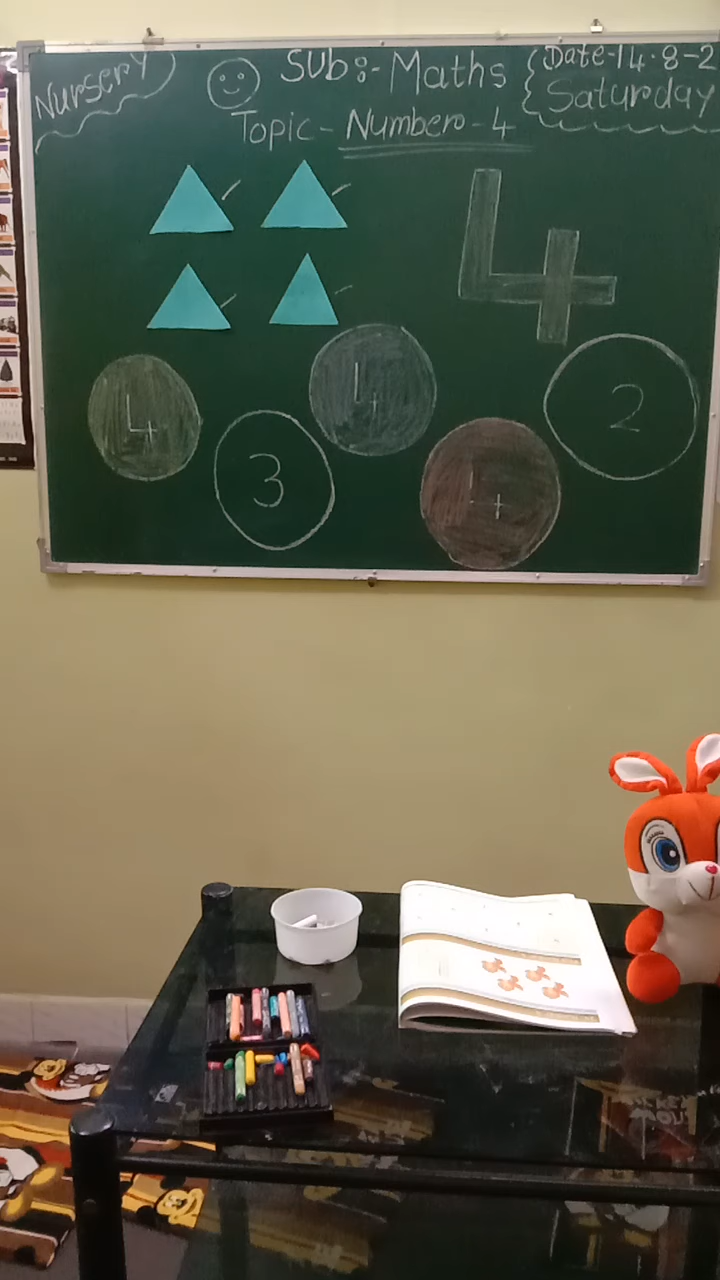 Nursery
Sub:- Maths
Date-14.8-2
Saturday
Topic- Number-4
4
4
4
2
3
4